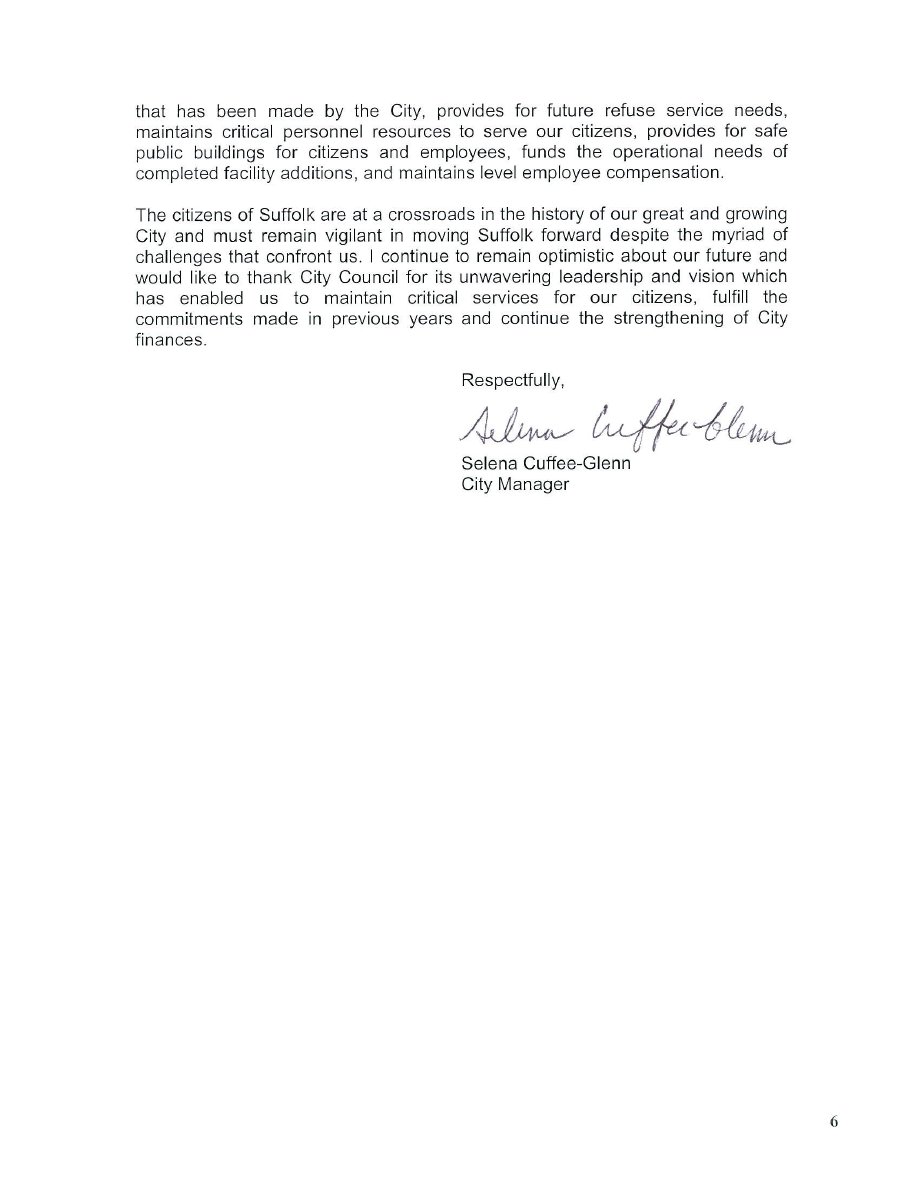 that has been made by the City, provides for future refuse service needs,
maintains critical personnel resources to serve our citizens, provides for safe
public buildings for citizens and employees, funds the operational needs of
completed facility additions, and maintains level employee compensation.
The citizens of Suffolk are at a crossroads in the history of our great and growing
City and must remain vigilant in moving Suffolk forward despite the myriad of
challenges that confront us. I continue to remain optimistic about our future and
would like to thank City Council for its unwavering leadership and vision which
has enabled us to maintain critical services for our citizens, fulfill the
commitments made in previous years and continue the strengthening of City
finances.
Respectfully,
Selena Cuffee-Glenn
Selena Cuffee-Glenn
City Manager
6